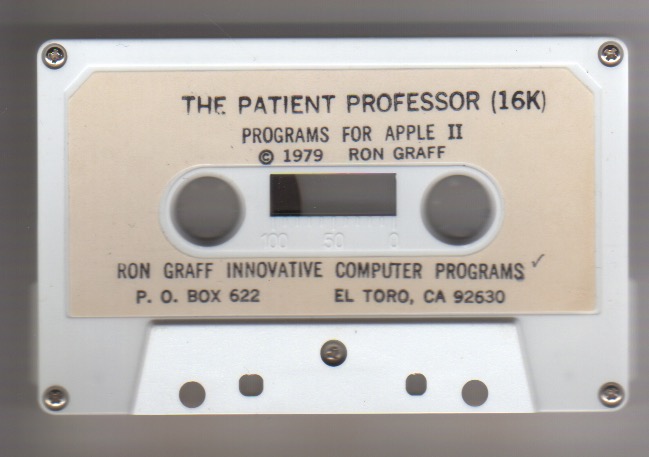 THE PATIENT PROFESSOR (16K)
PROGRAMS FOR APPLE II
© 1979 RON GRAFF
100 50 0
RON GRAFF INNOVATIVE COMPUTER PROGRAMS ✓
P. O. BOX 622 EL TORO, CA 92630